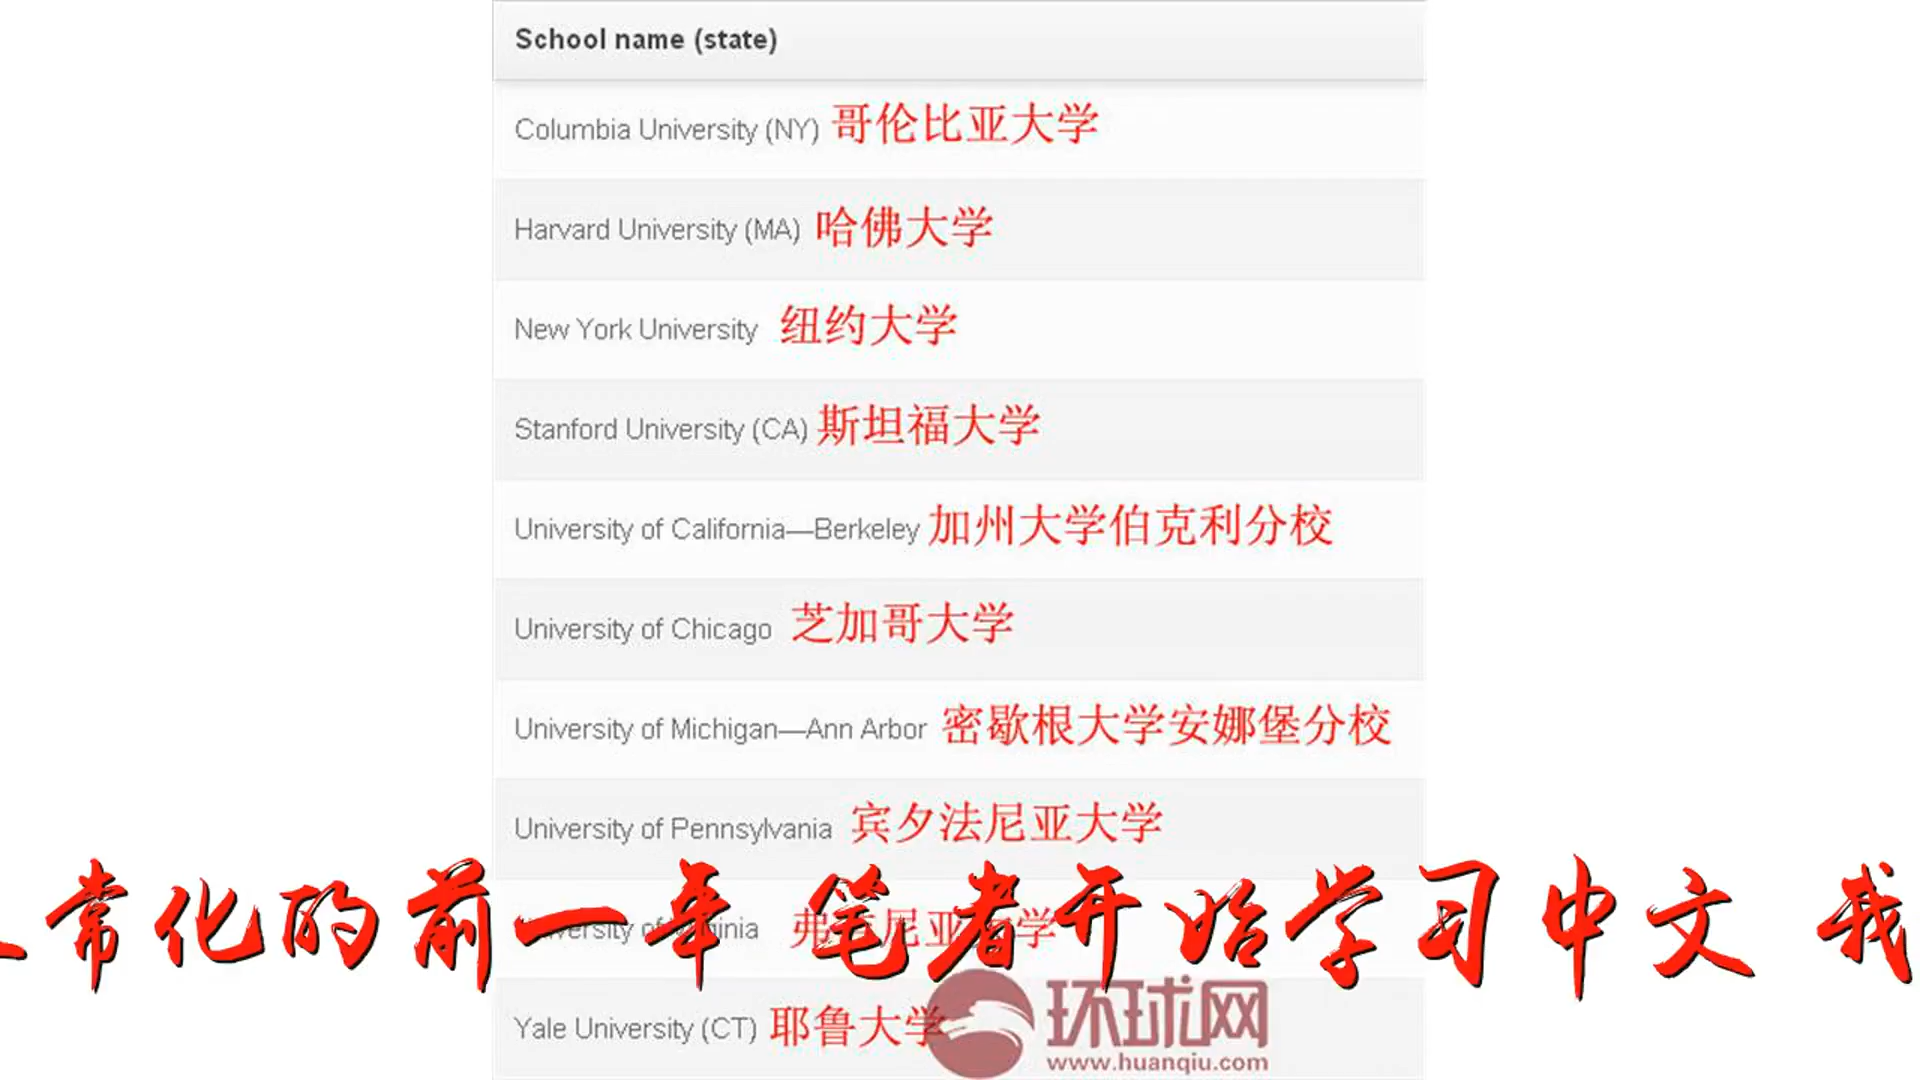 School name (state)
Columbia University (NY) 哥伦比亚大学
Harvard University (MA) 哈佛大学
New York University 纽约大学
Stanford University (CA) 斯坦福大学
University of California—Berkeley 加州大学伯克利分校
University of Chicago 芝加哥大学
University of Michigan—Ann Arbor 密歇根大学安娜堡分校
University of Pennsylvania 宾夕法尼亚大学
常化的前一年 笔者开始学习中文 我
University of 尼亚 学
Yale University (CT) 耶鲁大学
环球网
www.huanqiu.com